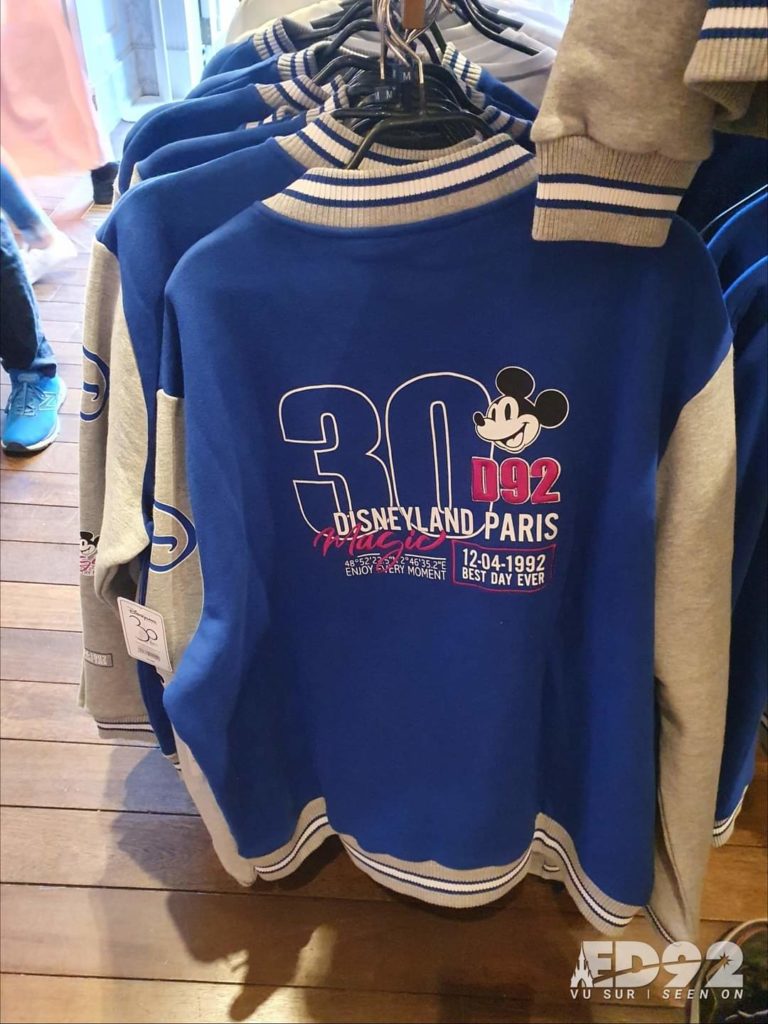 M
M
30
D92
DISNEYLAND PARIS
Magic
12-04-1992
ENJOY EVERY MOMENT
BEST DAY EVER
30
ED92
VU SUR | SEEN ON